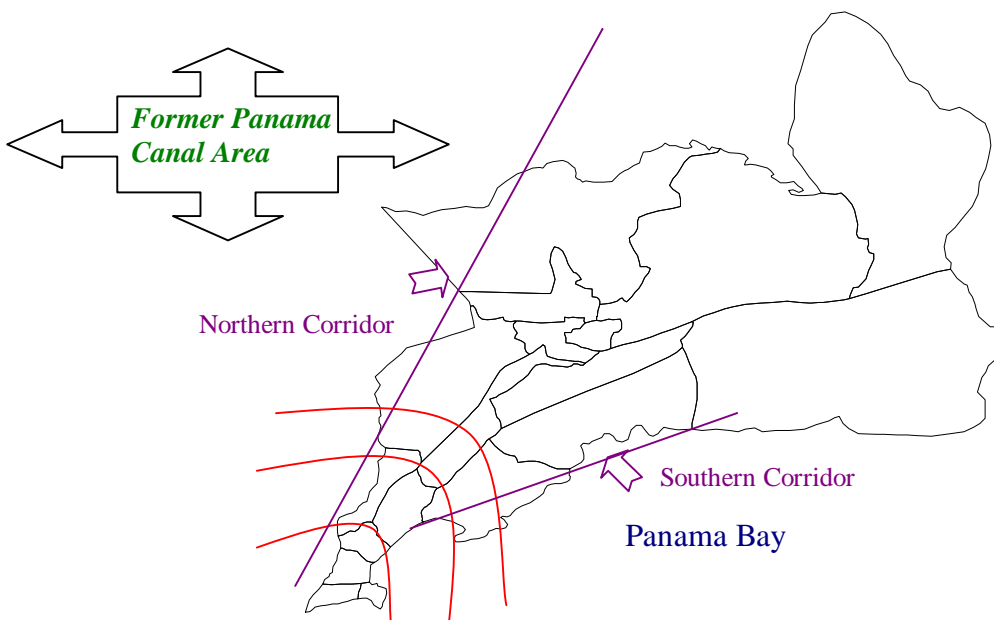 Former Panama
Canal Area
Northern Corridor
Southern Corridor
Panama Bay